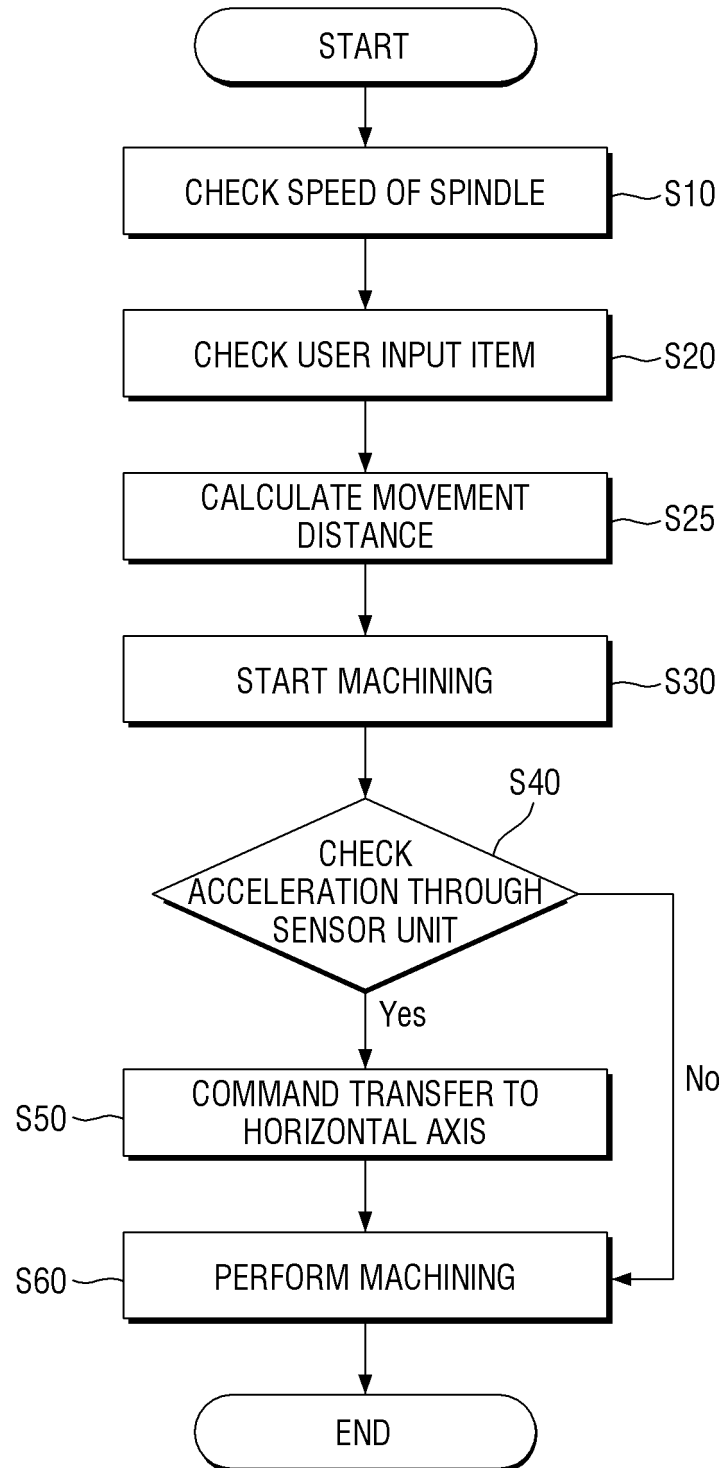 START
CHECK SPEED OF SPINDLE
S10
CHECK USER INPUT ITEM
S20
CALCULATE MOVEMENT
DISTANCE
S25
START MACHINING
S30
S40
CHECK
ACCELERATION THROUGH
SENSOR UNIT
Yes
No
COMMAND TRANSFER TO
HORIZONTAL AXIS
S50
PERFORM MACHINING
S60
END